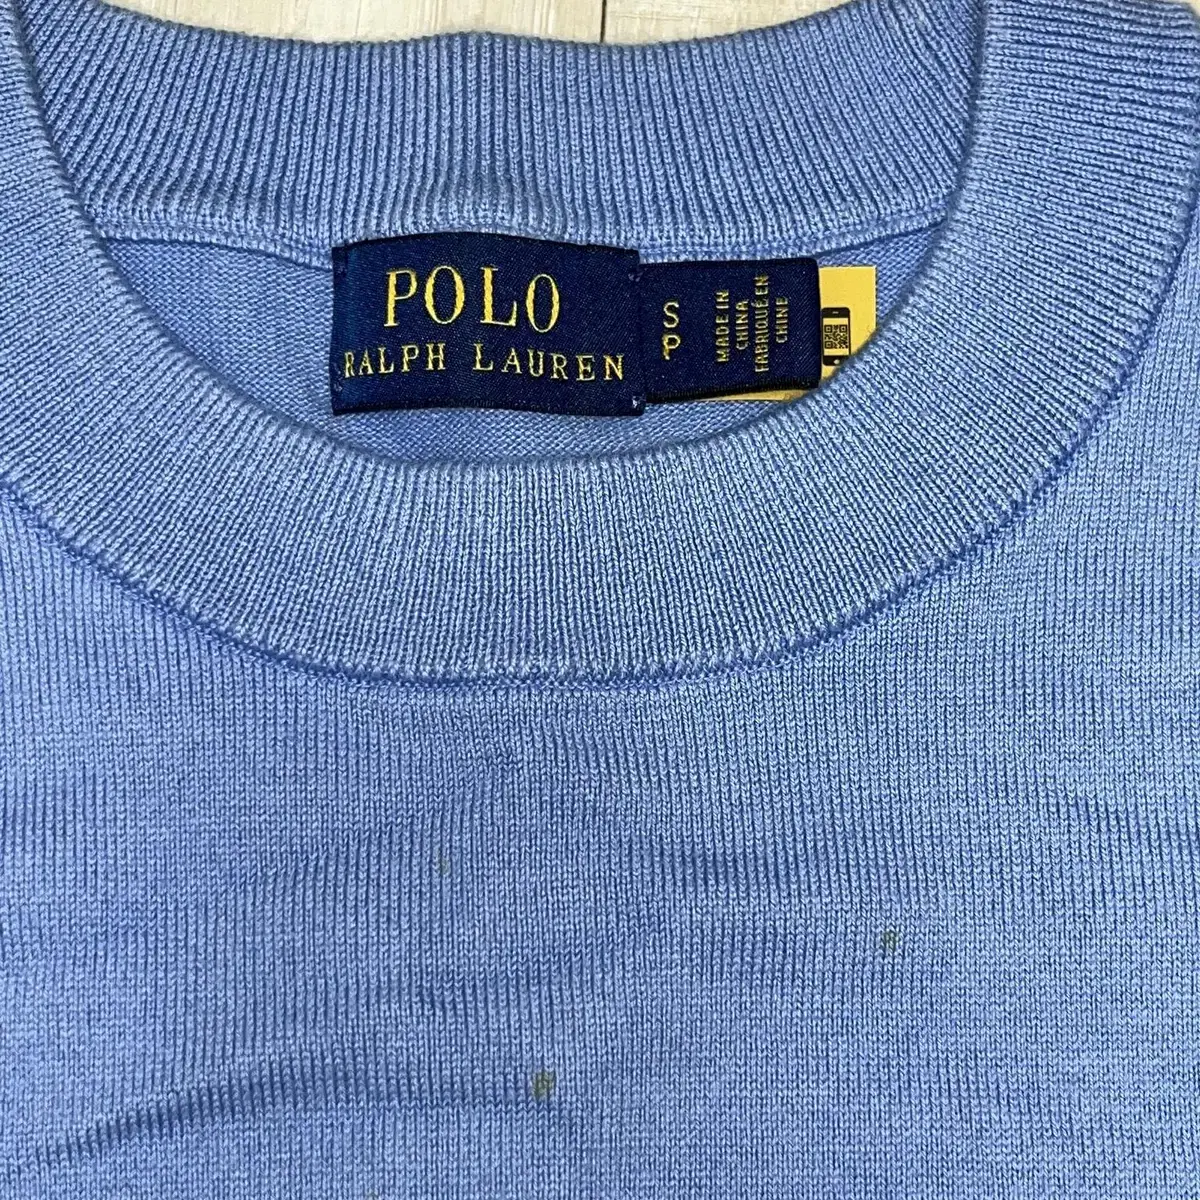 POLO
RALPH LAUREN
S
P
MADE IN
CHINA
FABRIQUÉ EN
CHINE